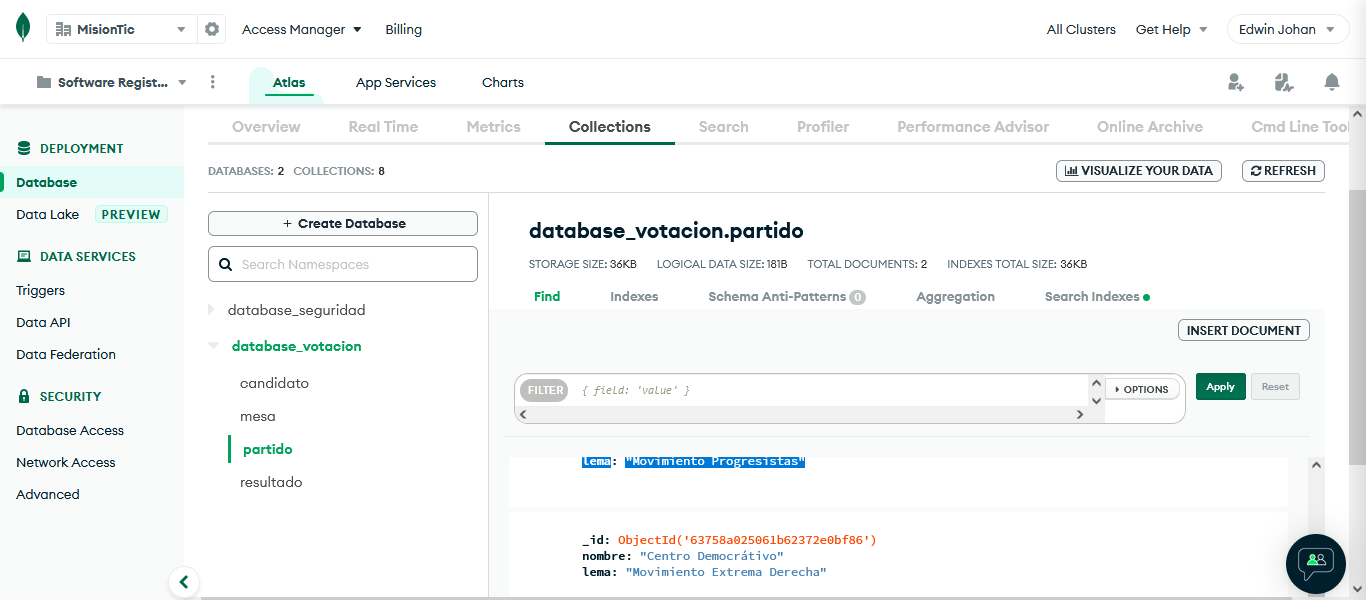 MisionTic
Access Manager
Billing
All Clusters
Get Help
Edwin Johan
Software Regist...
Atlas
App Services
Charts
DEPLOYMENT
Database
Data Lake
PREVIEW
DATA SERVICES
Triggers
Data API
Data Federation
SECURITY
Database Access
Network Access
Advanced
Overview
Real Time
Metrics
Collections
Search
Profiler
Performance Advisor
Online Archive
Cmd Line Tool
DATABASES: 2 COLLECTIONS: 8
VISUALIZE YOUR DATA
REFRESH
+ Create Database
Search Namespaces
database_seguridad
database_votacion
candidato
mesa
partido
resultado
database_votacion.partido
STORAGE SIZE: 36KB LOGICAL DATA SIZE: 181B TOTAL DOCUMENTS: 2 INDEXES TOTAL SIZE: 36KB
Find
Indexes
Schema Anti-Patterns 0
Aggregation
Search Indexes
INSERT DOCUMENT
FILTER
{ field: 'value' }
OPTIONS
Apply
Reset
lema: "Movimiento Progresistas"
_id: ObjectId('63758a025061b62372e0bf86')
nombre: "Centro Democrátivo"
lema: "Movimiento Extrema Derecha"